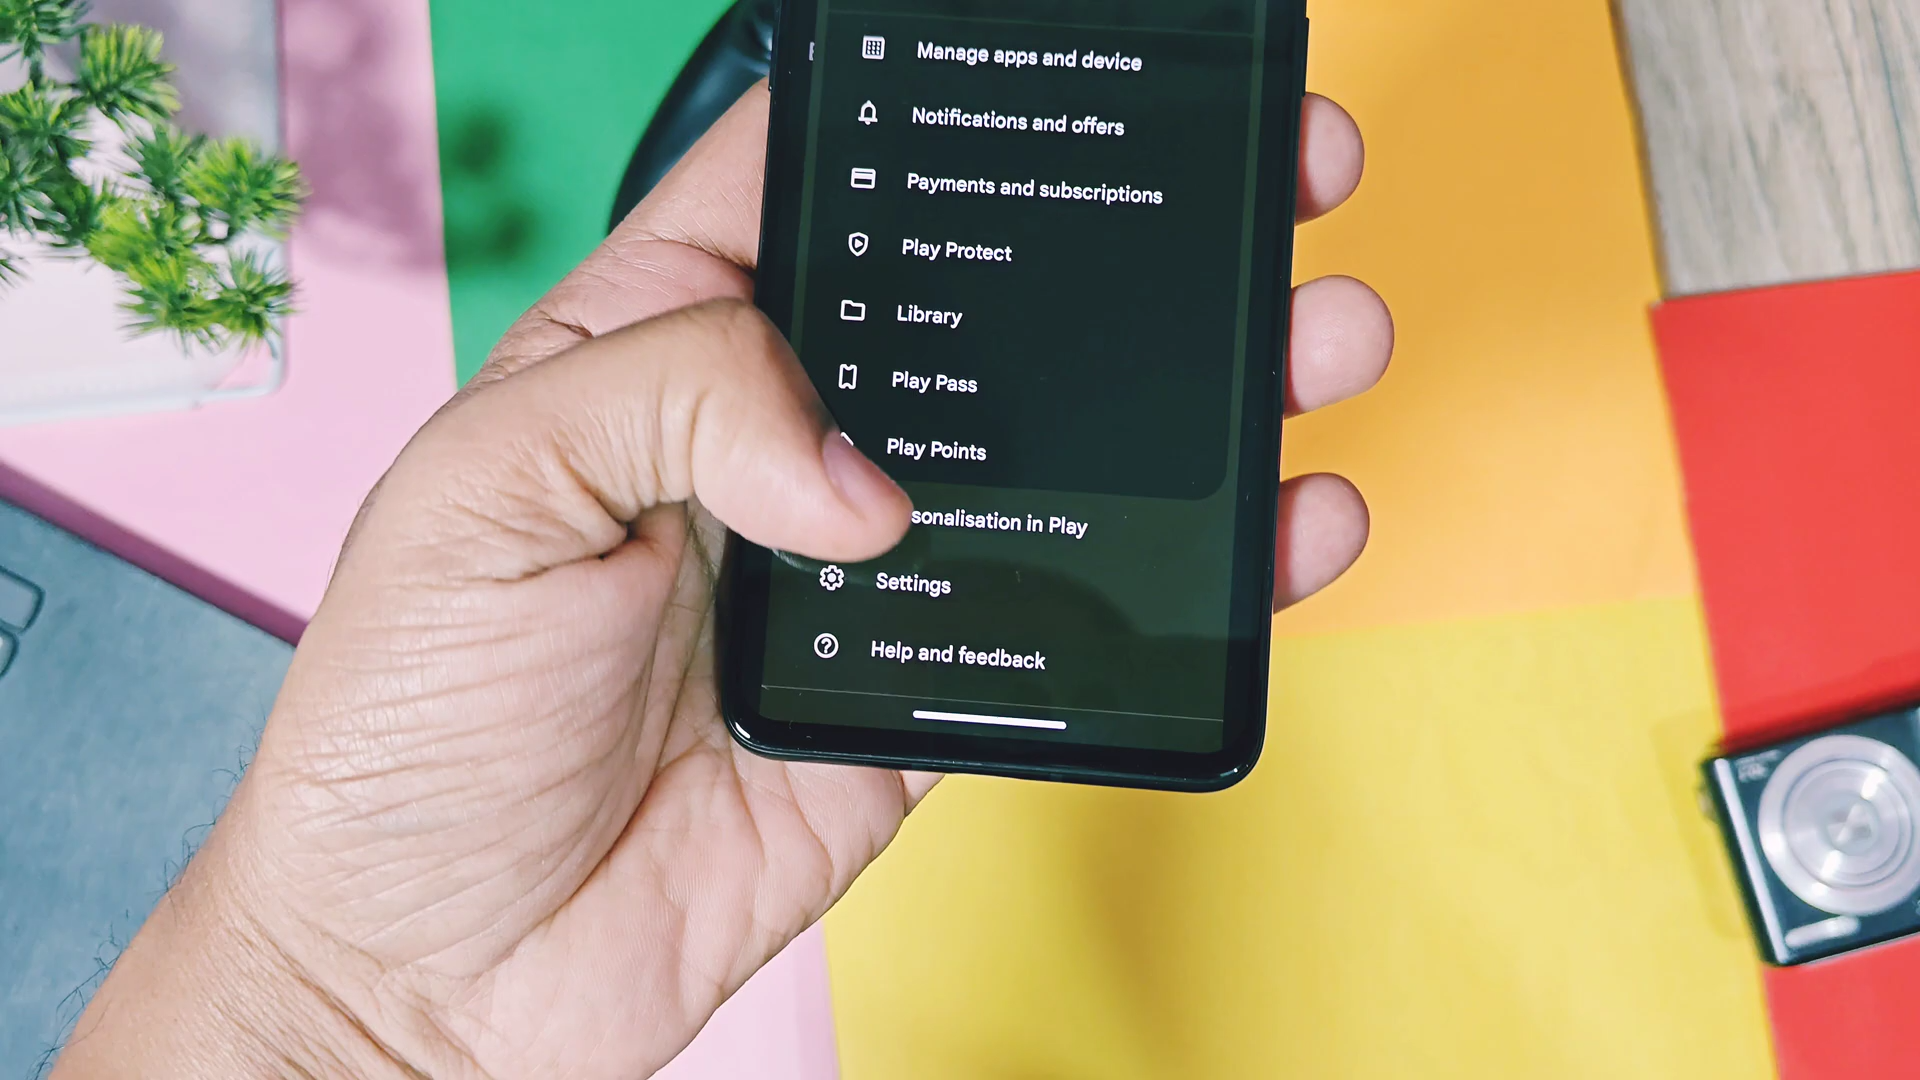 Manage apps and device
Notifications and offers
Payments and subscriptions
Play Protect
Library
Play Pass
Play Points
sonalisation in Play
Settings
Help and feedback